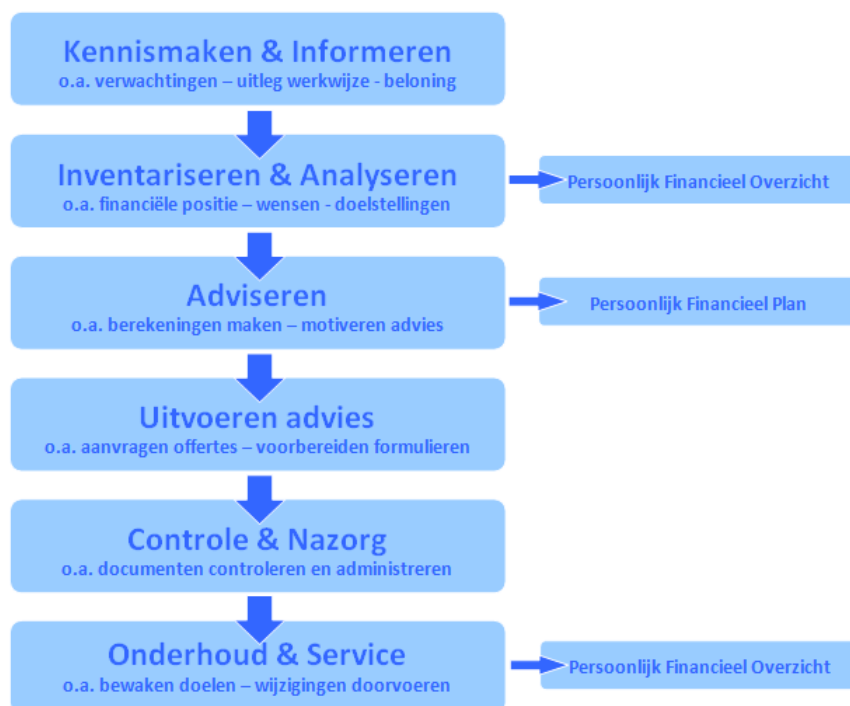 Kennismaken & Informeren
o.a. verwachtingen – uitleg werkwijze - beloning
Inventariseren & Analyseren
o.a. financiële positie – wensen - doelstellingen
Persoonlijk Financieel Overzicht
Adviseren
o.a. berekeningen maken – motiveren advies
Persoonlijk Financieel Plan
Uitvoeren advies
o.a. aanvragen offertes – voorbereiden formulieren
Controle & Nazorg
o.a. documenten controleren en administreren
Onderhoud & Service
o.a. bewaken doelen – wijzigingen doorvoeren
Persoonlijk Financieel Overzicht